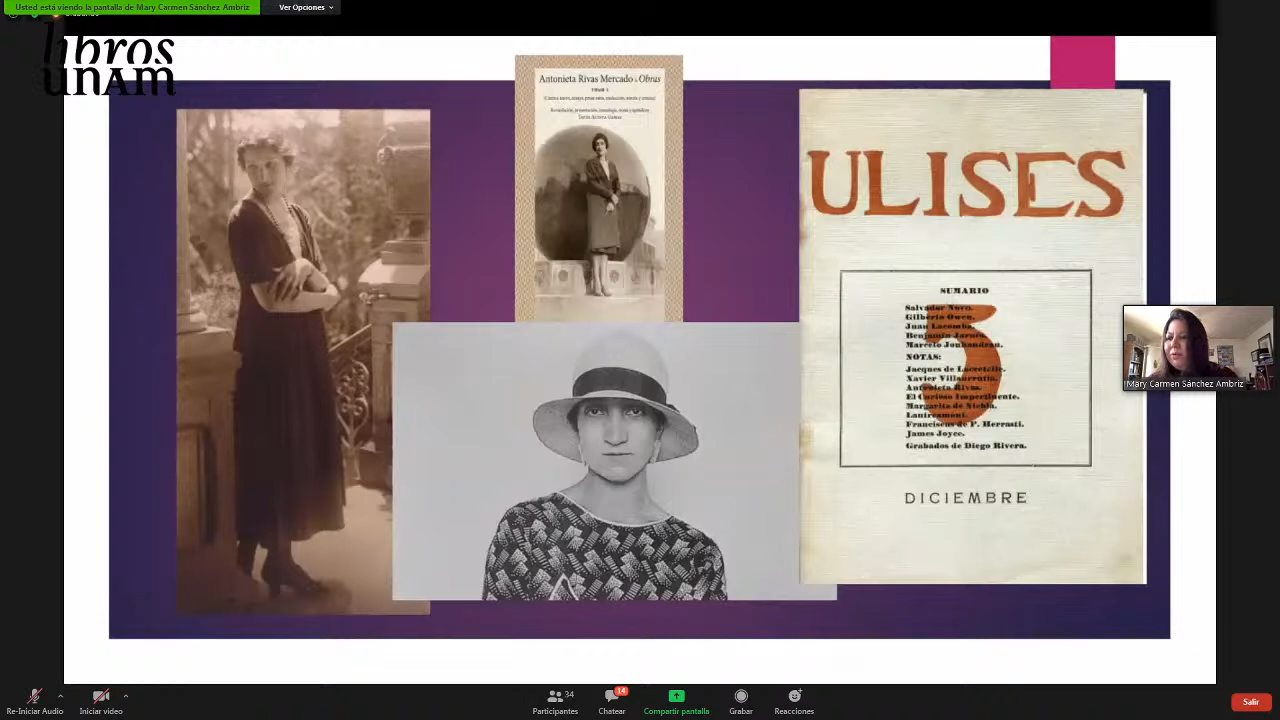 Usted está viendo la pantalla de Mary Carmen Sánchez Ambriz
Ver Opciones
libros
UNAM
Antonieta Rivas Mercado Obras
ULISES
SUMARIO
Salvador Novo.
Gilberto Owen.
Juan Lacomba.
Benjamín Jarnés.
Marcelo Jouhandeau.
NOTAS:
Jacques de Lacretelle.
Xavier Villaurrutia.
Antonieta Rivas.
El Curioso Impertinente.
Margarita de Niebla.
Lautreamont.
Franciscus de P. Herrasti.
James Joyce.
Grabados de Diego Rivera.
5
DICIEMBRE
Mary Carmen Sánchez Ambriz
Re-Iniciar Audio
Iniciar video
34
Participantes
14
Chatear
Compartir pantalla
Grabar
Reacciones
Salir